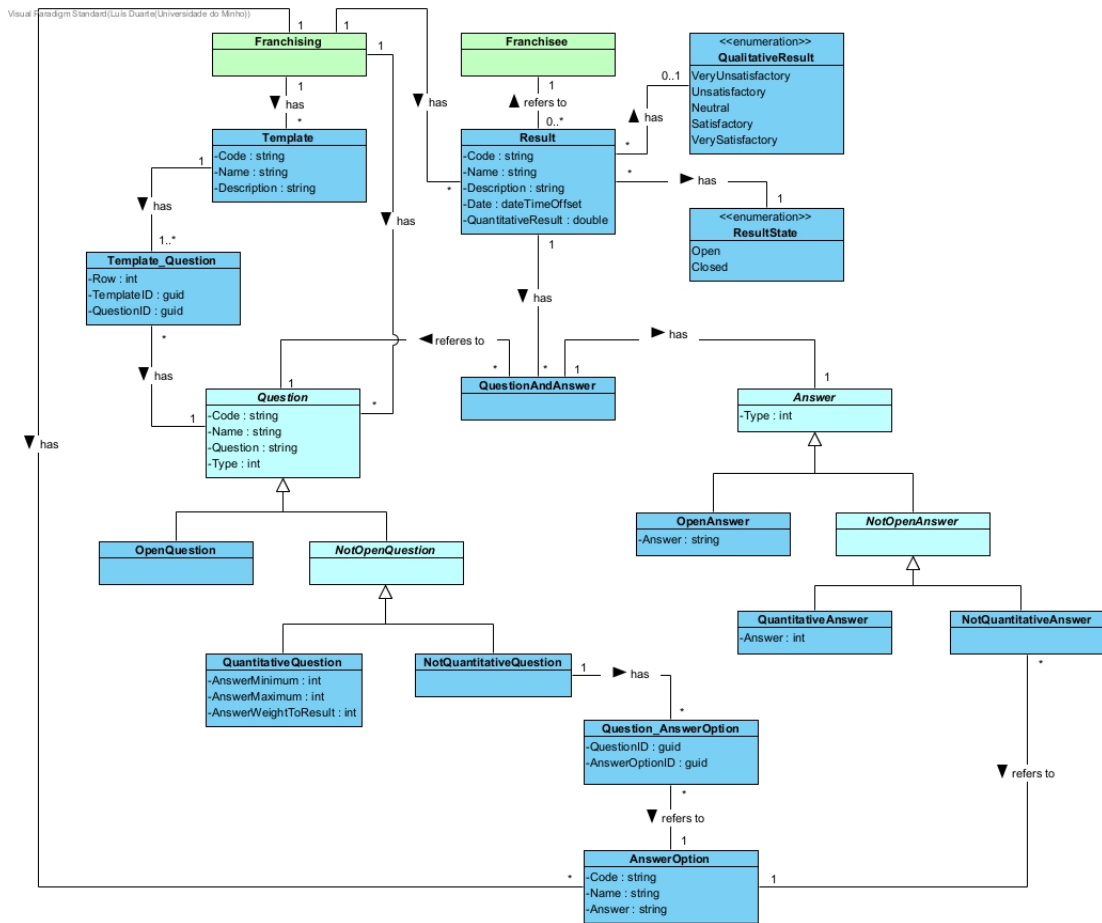 Visual Paradigm Standard(Luís Duarte(Universidade do Minho))
1
1
Franchising
1
Franchisee
<<enumeration>>
QualitativeResult
VeryUnsatisfactory
Unsatisfactory
Neutral
Satisfactory
VerySatisfactory
0..1
1
has
has
1
refers to
has
*
0..*
*
Template
-Code : string
-Name : string
-Description : string
1
Result
-Code : string
-Name : string
-Description : string
-Date : dateTimeOffset
-QuantitativeResult : double
*
*
has
1
<<enumeration>>
ResultState
Open
Closed
has
has
1..*
1
Template_Question
-Row : int
-TemplateID : guid
-QuestionID : guid
*
has
referes to
has
has
1
*
*
1
1
QuestionAndAnswer
1
*
Question
-Code : string
-Name : string
-Question : string
-Type : int
Answer
-Type : int
has
OpenQuestion
NotOpenQuestion
OpenAnswer
-Answer : string
NotOpenAnswer
QuantitativeQuestion
-AnswerMinimum : int
-AnswerMaximum : int
-AnswerWeightToResult : int
NotQuantitativeQuestion
1
has
*
QuantitativeAnswer
-Answer : int
NotQuantitativeAnswer
*
Question_AnswerOption
-QuestionID : guid
-AnswerOptionID : guid
*
refers to
1
refers to
AnswerOption
-Code : string
-Name : string
-Answer : string
*
1